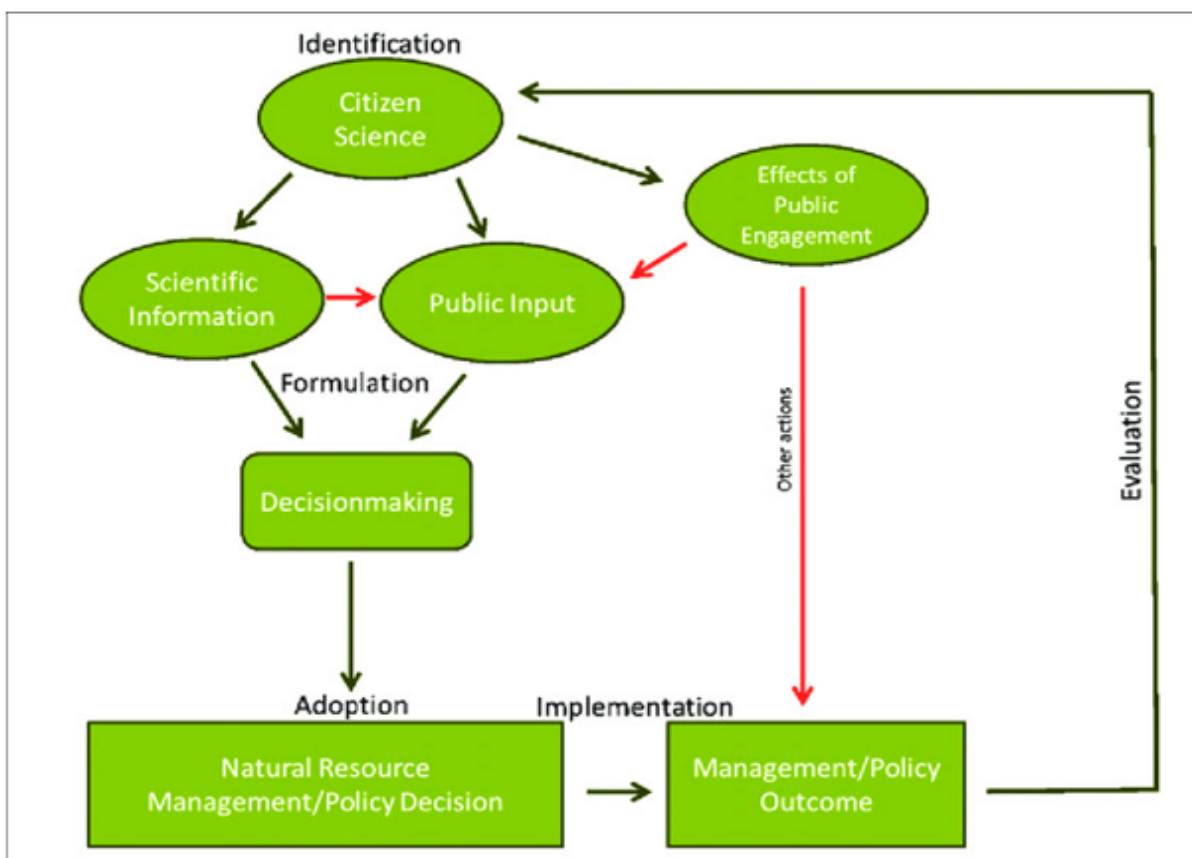 Identification
Citizen
Science
Effects of
Public
Engagement
Scientific
Information
Public Input
Formulation
Other actions
Evaluation
Decisionmaking
Adoption
Implementation
Natural Resource
Management/Policy Decision
Management/Policy
Outcome